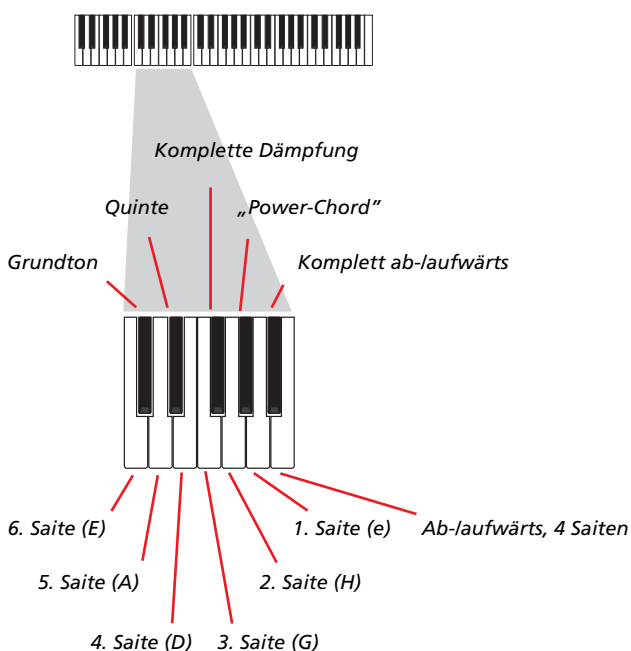 Komplette Dämpfung
Quinte
„Power-Chord”
Grundton
Komplett ab-/aufwärts
6. Saite (E)
1. Saite (e)
Ab-/aufwärts, 4 Saiten
5. Saite (A)
2. Saite (H)
4. Saite (D)
3. Saite (G)